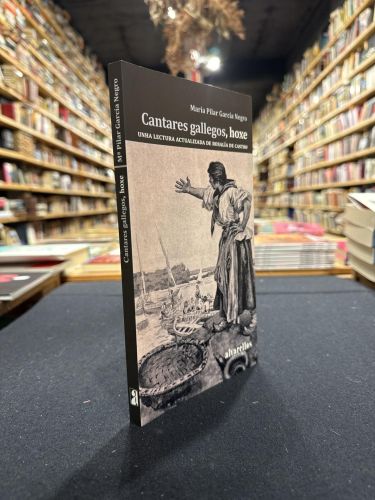 María Pilar García Negro
Cantares gallegos, hoxe
UNHA LECTURA ACTUALIZADA DE ROSALÍA DE CASTRO
alvarellos
Mª Pilar García Negro
Cantares gallegos, hoxe
a